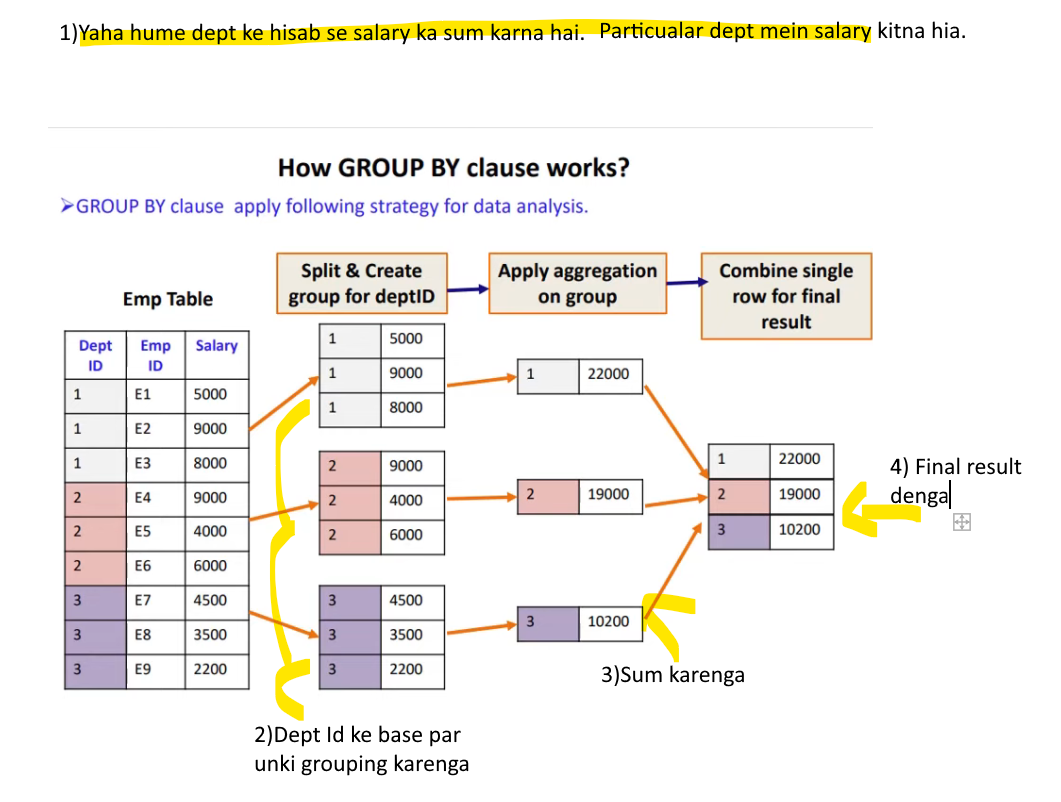 1)Yaha hume dept ke hisab se salary ka sum karna hai. Particualar dept mein salary kitna hia.
How GROUP BY clause works?
➢GROUP BY clause apply following strategy for data analysis.
Split & Create
group for deptID
Apply aggregation
on group
Combine single
row for final
result
Emp Table
Dept ID Emp ID Salary
1 E1 5000
1 E2 9000
1 E3 8000
2 E4 9000
2 E5 4000
2 E6 6000
3 E7 4500
3 E8 3500
3 E9 2200
1 5000
1 9000
1 8000
2 9000
2 4000
2 6000
3 4500
3 3500
3 2200
1 22000
2 19000
3 10200
1 22000
2 19000
3 10200
4) Final result
denga
3)Sum karenga
2)Dept Id ke base par
unki grouping karenga